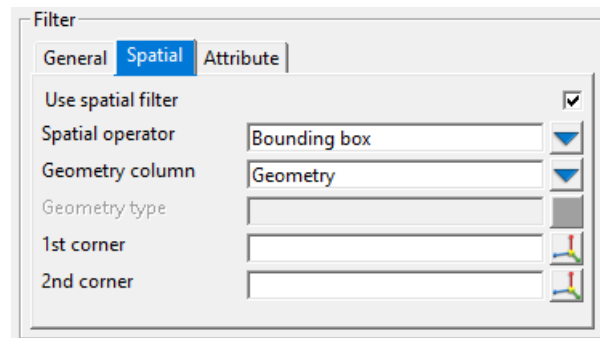 Filter
General Spatial Attribute
Use spatial filter
Spatial operator Bounding box
Geometry column Geometry
Geometry type
1st corner
2nd corner